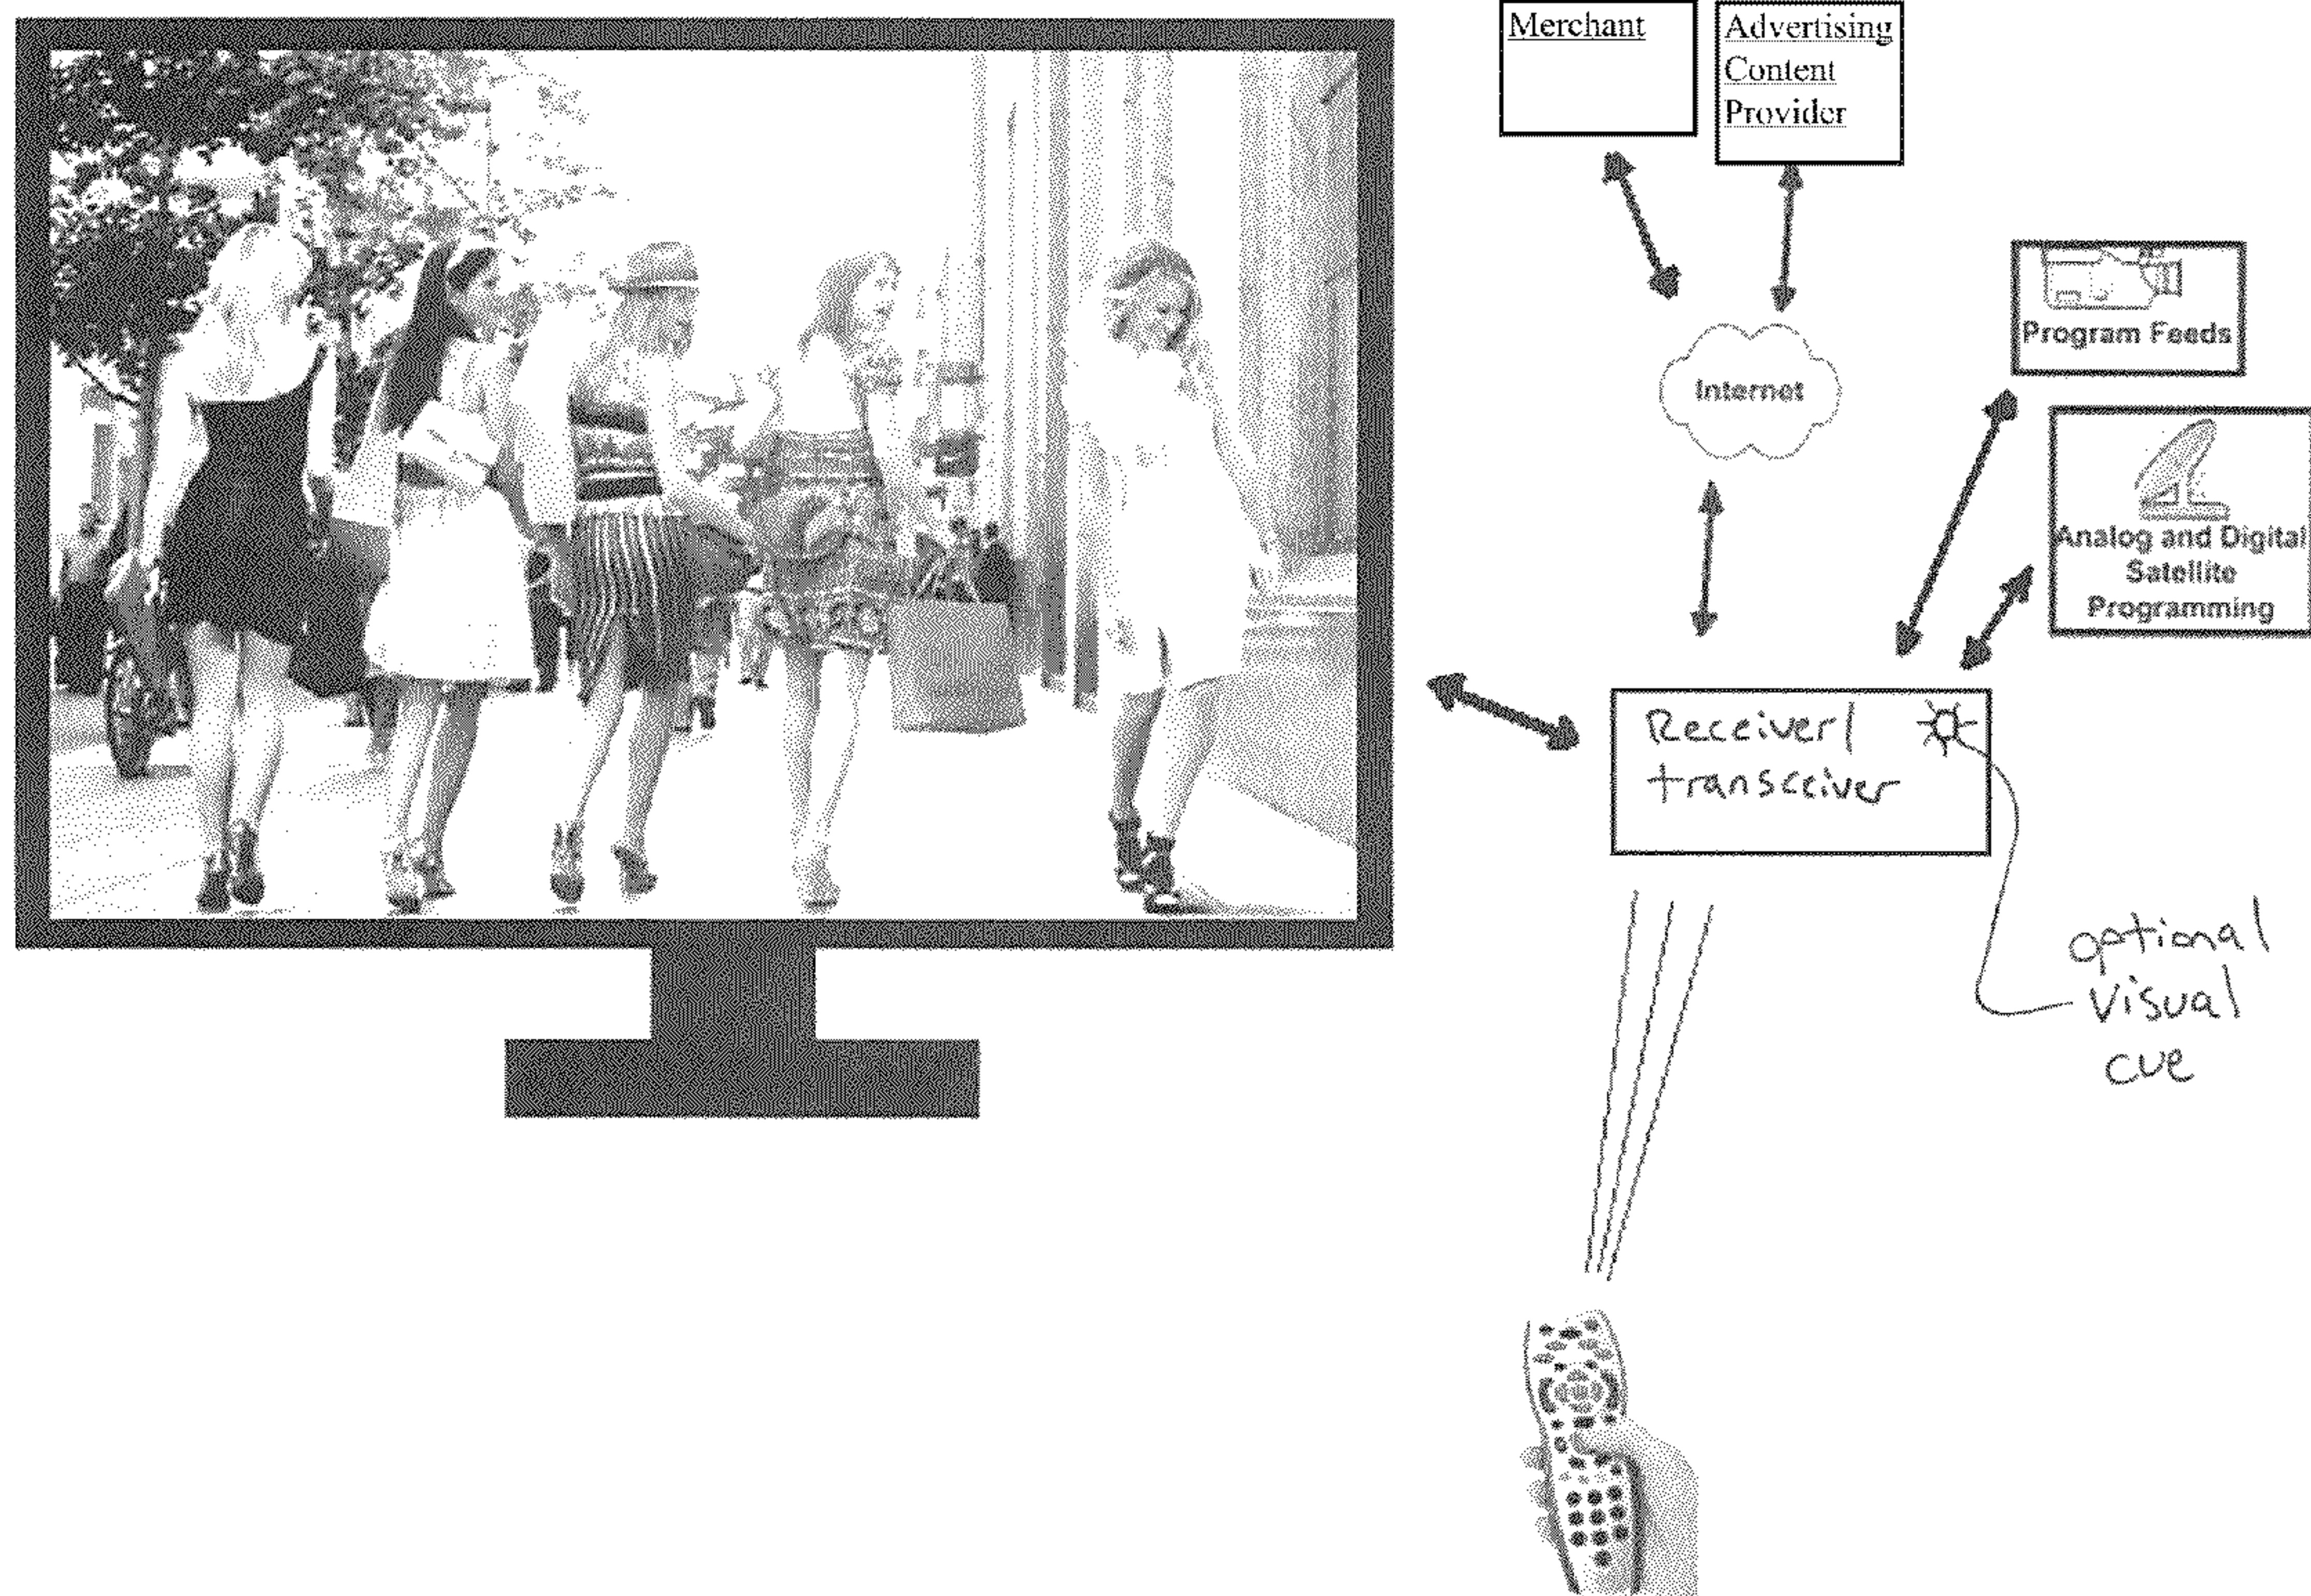 Merchant
Advertising
Content
Provider
Program Feeds
Internet
Analog and Digital
Satellite
Programming
Receiver/
transceiver
optional
visual
cue